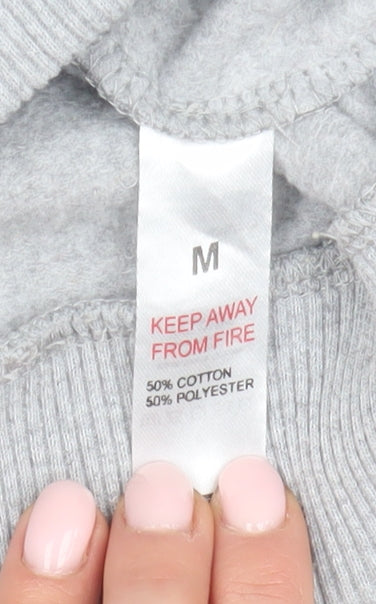 M
KEEP AWAY
FROM FIRE
50% COTTON
50% POLYESTER